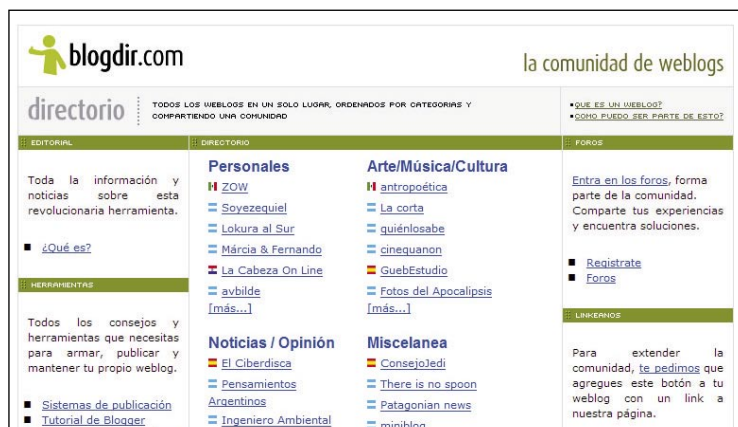 blogdir.com
la comunidad de weblogs
directorio
TODOS LOS WEBLOGS EN UN SOLO LUGAR, ORDENADOS POR CATEGORIAS Y
COMPARTIENDO UNA COMUNIDAD
QUE ES UN WEBLOG?
COMO PUEDO SER PARTE DE ESTO?
EDITORIAL
Toda la información y
noticias sobre esta
revolucionaria herramienta.
¿Qué es?
HERRAMIENTAS
Todos los consejos y
herramientas que necesitas
para armar, publicar y
mantener tu propio weblog.
Sistemas de publicación
Tutorial de Blogger
DIRECTORIO
Personales
ZOW
Soyezequiel
Lokura al Sur
Márcia & Fernando
La Cabeza On Line
avbilde
[más...]
Arte/Música/Cultura
antropoética
La corta
quiénlosabe
cinequanon
GuebEstudio
Fotos del Apocalipsis
[más...]
Noticias / Opinión
El Ciberdisca
Pensamientos
Argentinos
Ingeniero Ambiental
Miscelanea
ConsejoJedi
There is no spoon
Patagonian news
miniblog
FOROS
Entra en los foros, forma
parte de la comunidad.
Comparte tus experiencias
y encuentra soluciones.
Registrate
Foros
LINKEANOS
Para extender la
comunidad, te pedimos que
agregues este botón a tu
weblog con un link a
nuestra página.